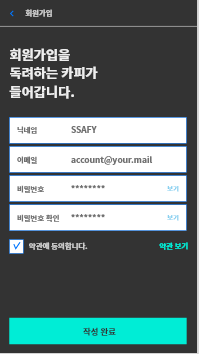 회원가입
회원가입을
독려하는 카피가
들어갑니다.
닉네임 SSAFY
이메일 account@your.mail
비밀번호 ******** 보기
비밀번호 확인 ******** 보기
약관에 동의합니다. 약관 보기
작성 완료